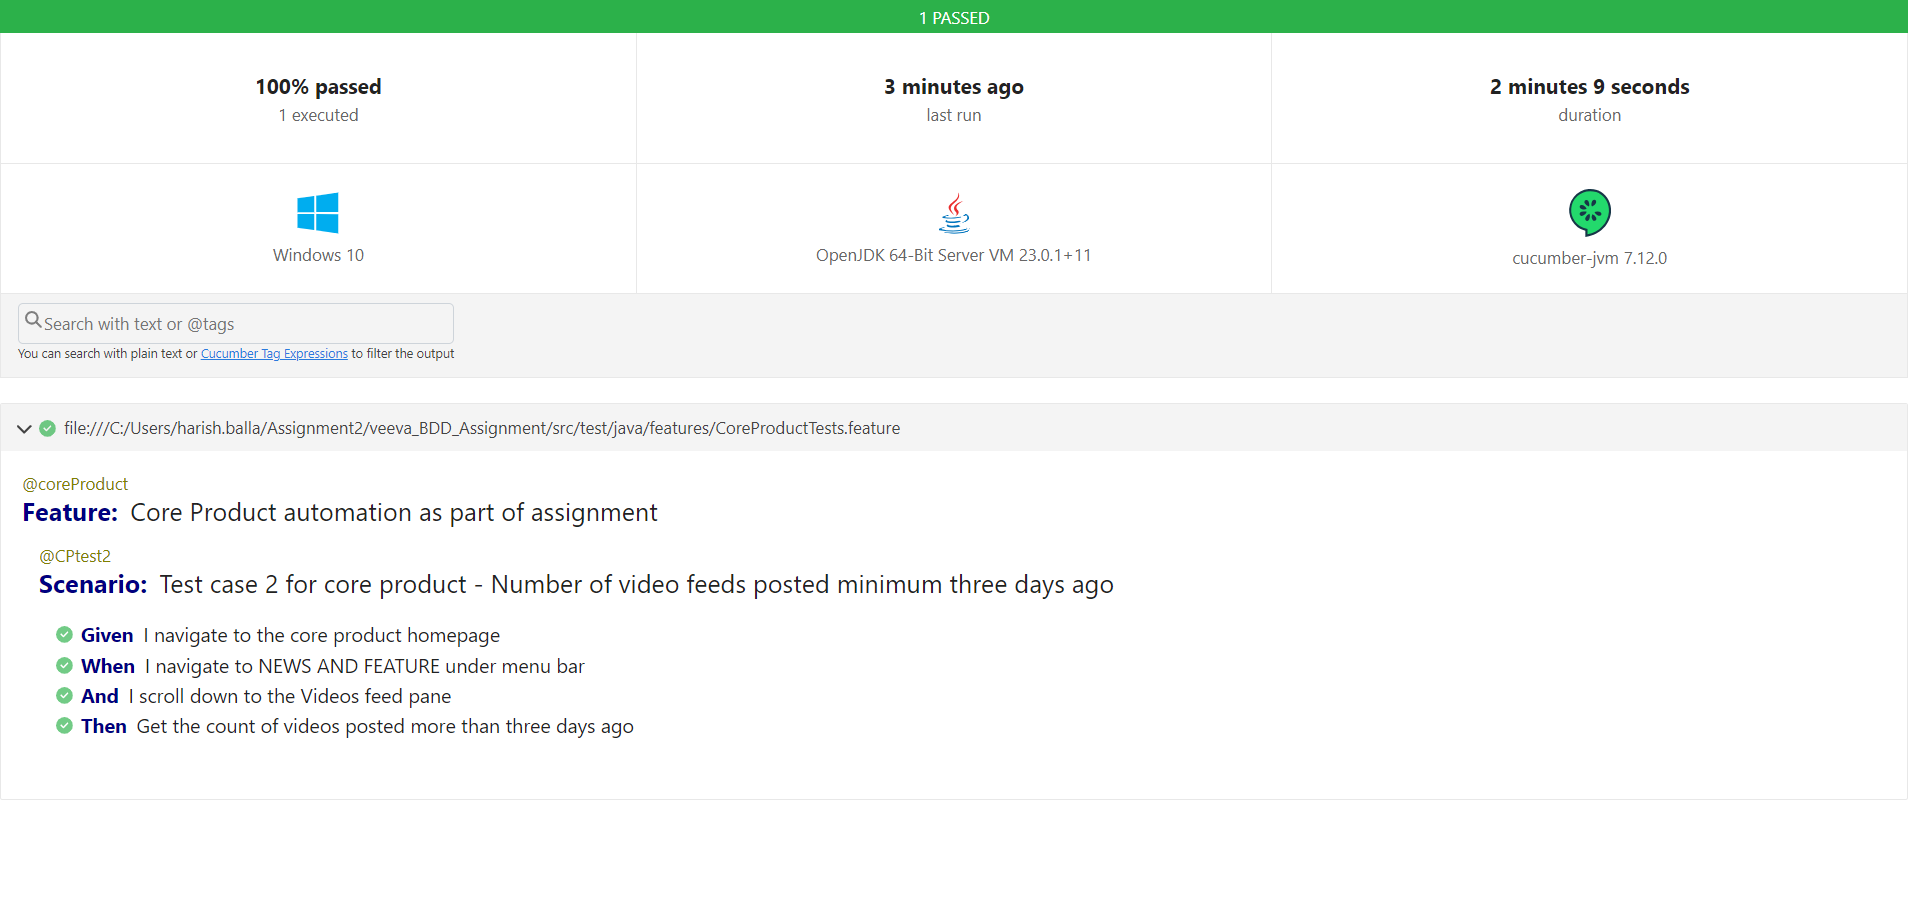 1 PASSED
100% passed
1 executed
3 minutes ago
last run
2 minutes 9 seconds
duration
Windows 10
OpenJDK 64-Bit Server VM 23.0.1+11
cucumber-jvm 7.12.0
Search with text or @tags
You can search with plain text or Cucumber Tag Expressions to filter the output
file:///C:/Users/harish.balla/Assignment2/veeva_BDD_Assignment/src/test/java/features/CoreProductTests.feature
@coreProduct
Feature: Core Product automation as part of assignment
@CPtest2
Scenario: Test case 2 for core product - Number of video feeds posted minimum three days ago
Given I navigate to the core product homepage
When I navigate to NEWS AND FEATURE under menu bar
And I scroll down to the Videos feed pane
Then Get the count of videos posted more than three days ago